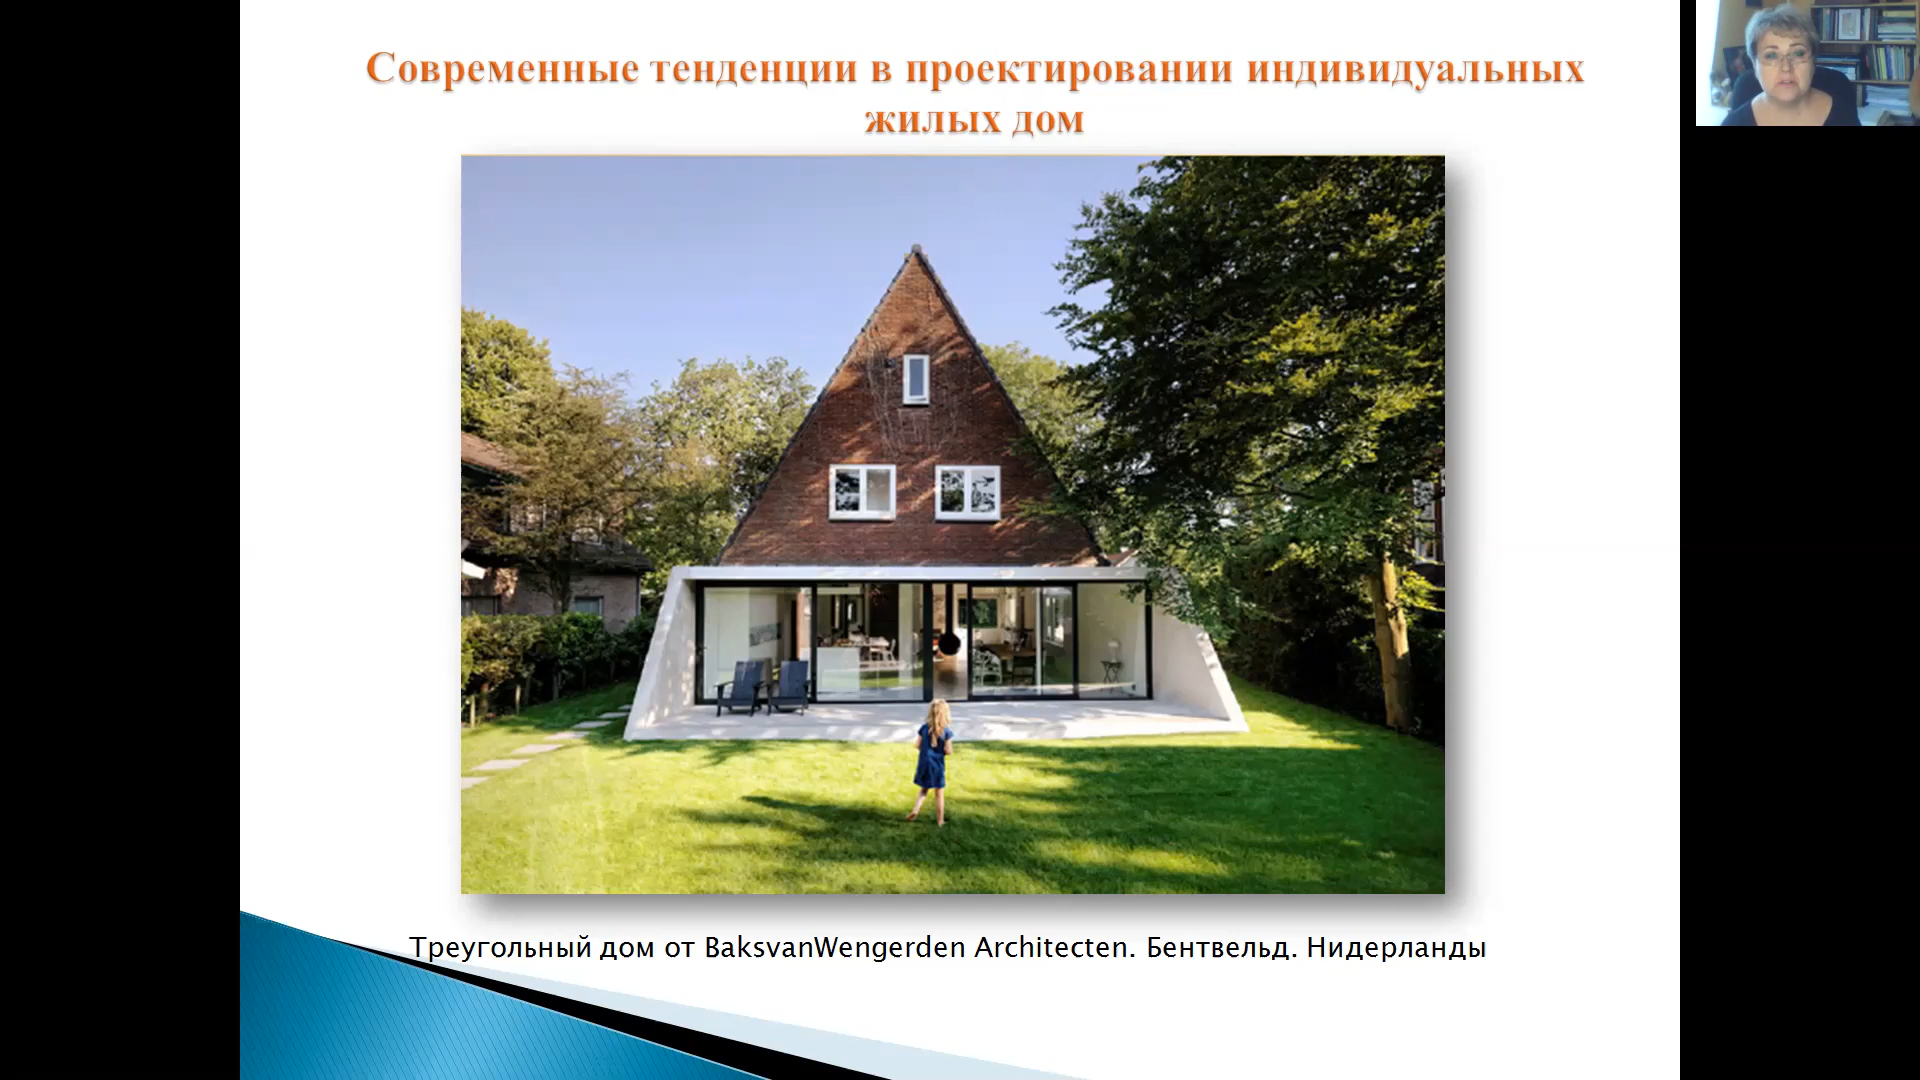 Современные тенденции в проектировании индивидуальных
жилых дом
Треугольный дом от BaksvanWengerden Architecten. Бентвельд. Нидерланды